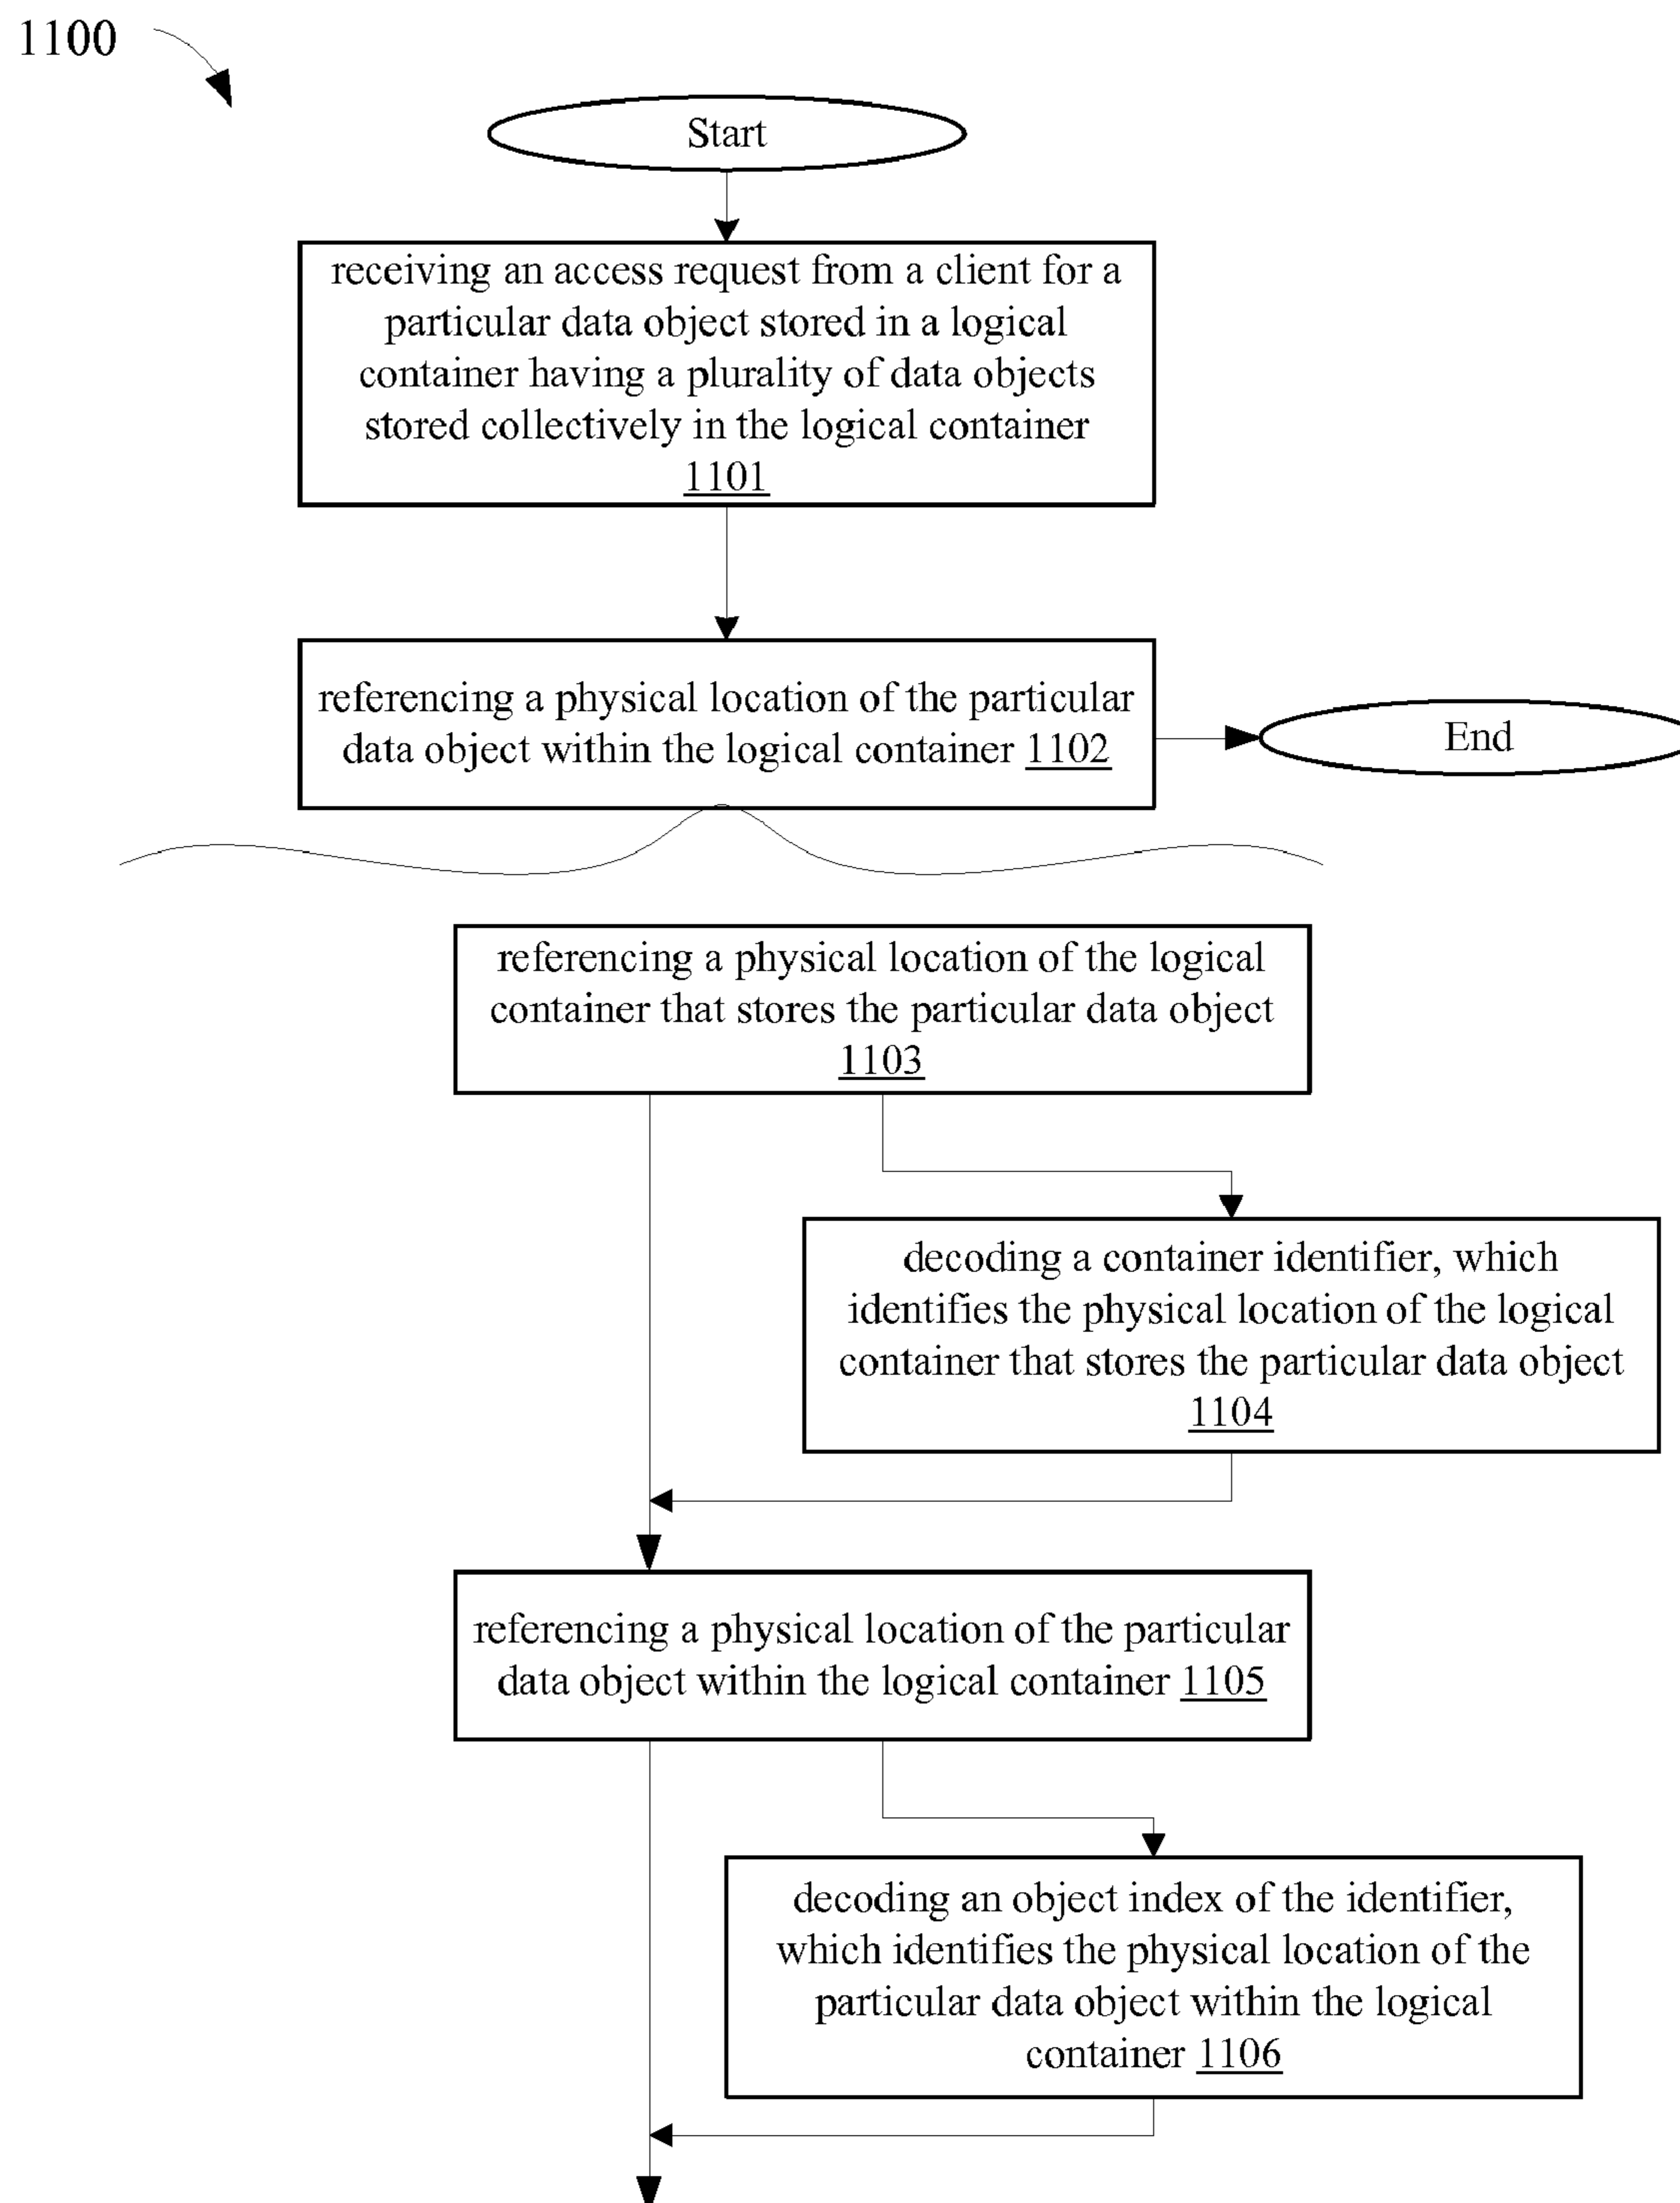 1100
Start
receiving an access request from a client for a
particular data object stored in a logical
container having a plurality of data objects
stored collectively in the logical container
1101
referencing a physical location of the particular
data object within the logical container 1102
End
referencing a physical location of the logical
container that stores the particular data object
1103
decoding a container identifier, which
identifies the physical location of the logical
container that stores the particular data object
1104
referencing a physical location of the particular
data object within the logical container 1105
decoding an object index of the identifier,
which identifies the physical location of the
particular data object within the logical
container 1106